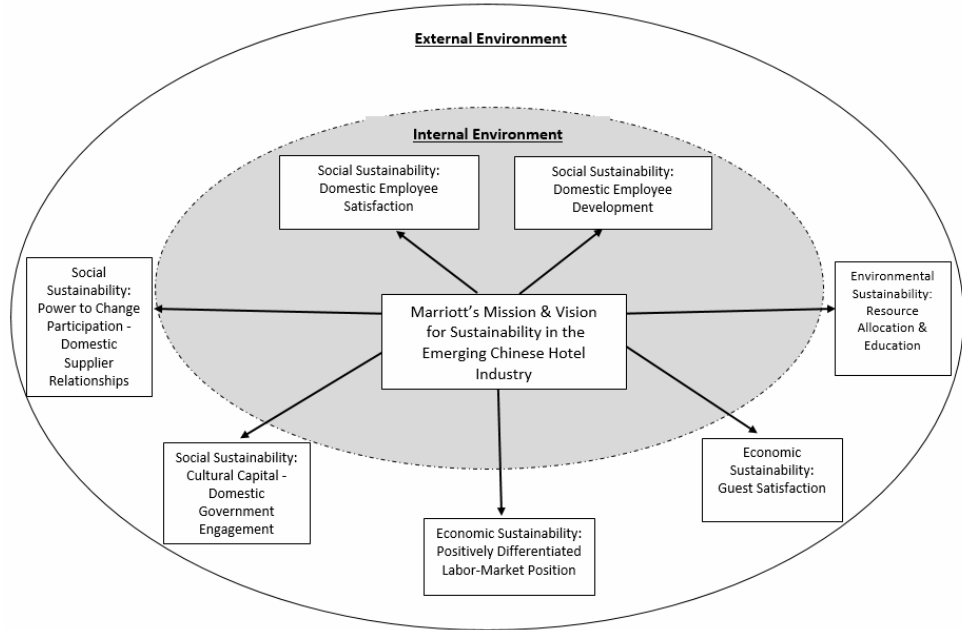 External Environment
Internal Environment
Social Sustainability:
Domestic Employee
Satisfaction
Social Sustainability:
Domestic Employee
Development
Social
Sustainability:
Power to Change
Participation -
Domestic
Supplier
Relationships
Marriott's Mission & Vision
for Sustainability in the
Emerging Chinese Hotel
Industry
Environmental
Sustainability:
Resource
Allocation &
Education
Social Sustainability:
Cultural Capital -
Domestic
Government
Engagement
Economic Sustainability:
Positively Differentiated
Labor-Market Position
Economic
Sustainability:
Guest Satisfaction